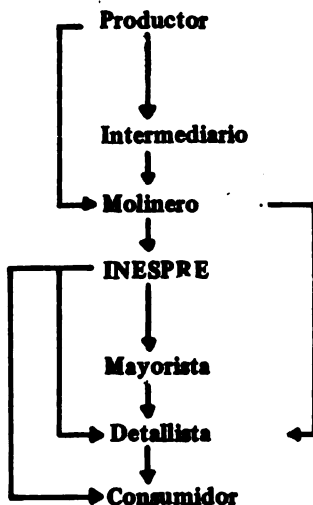 Productor
Intermediario
Molinero
INESPRE
Mayorista
Detallista
Consumidor